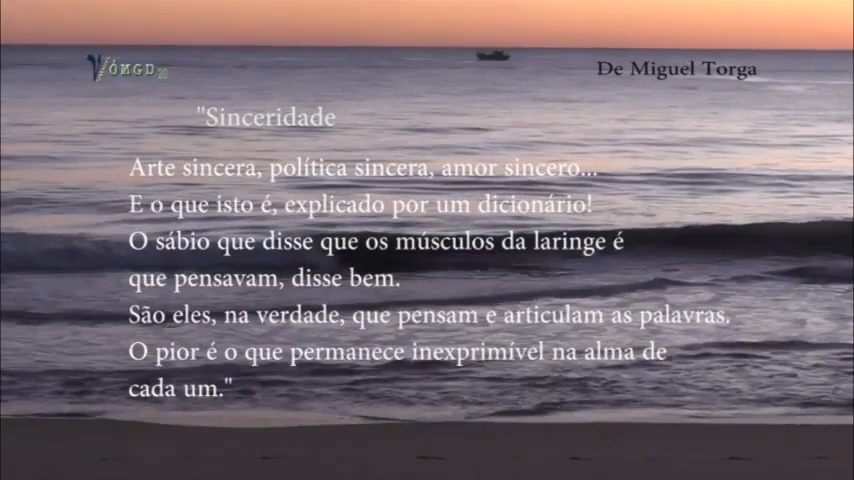 VÓMGD20
De Miguel Torga
"Sinceridade
Arte sincera, política sincera, amor sincero...
E o que isto é, explicado por um dicionário!
O sábio que disse que os músculos da laringe é
que pensavam, disse bem.
São eles, na verdade, que pensam e articulam as palavras.
O pior é o que permanece inexprimível na alma de
cada um."